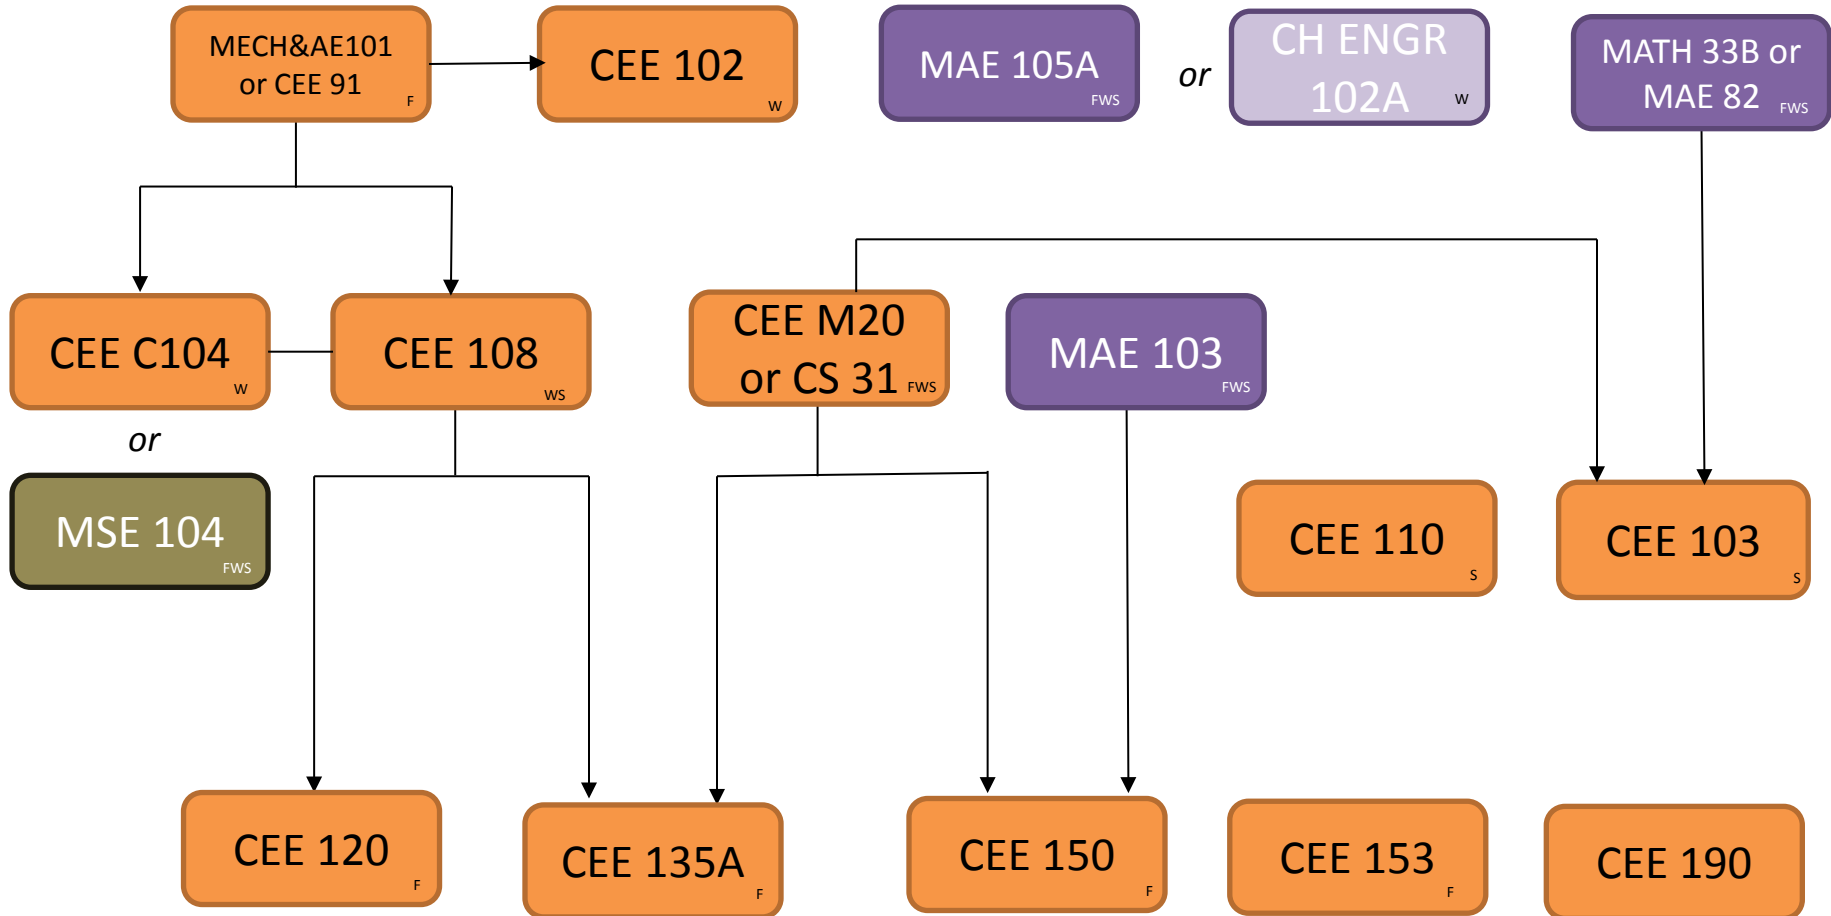 MECH&AE101
or CEE 91
F
CEE 102
W
MAE 105A
FWS
or
CH ENGR
102A
W
MATH 33B or
MAE 82
FWS
CEE C104
W
CEE 108
WS
CEE M20
or CS 31
FWS
MAE 103
FWS
or
MSE 104
FWS
CEE 110
S
CEE 103
S
CEE 120
F
CEE 135A
F
CEE 150
F
CEE 153
F
CEE 190